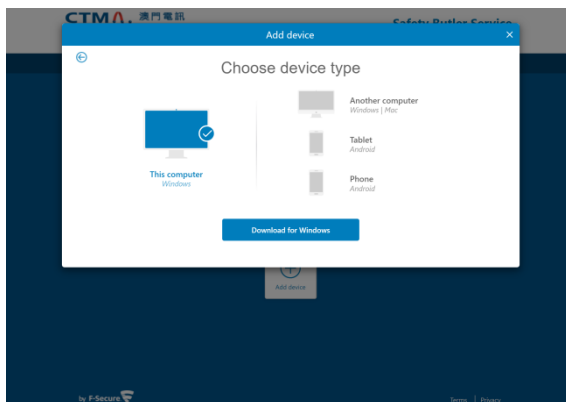 CTM 澳門電訊
Safety Butler Service
Add device
Choose device type
This computer
Windows
Another computer
Windows | Mac
Tablet
Android
Phone
Android
Download for Windows
Add device
by F-Secure
Terms | Privacy